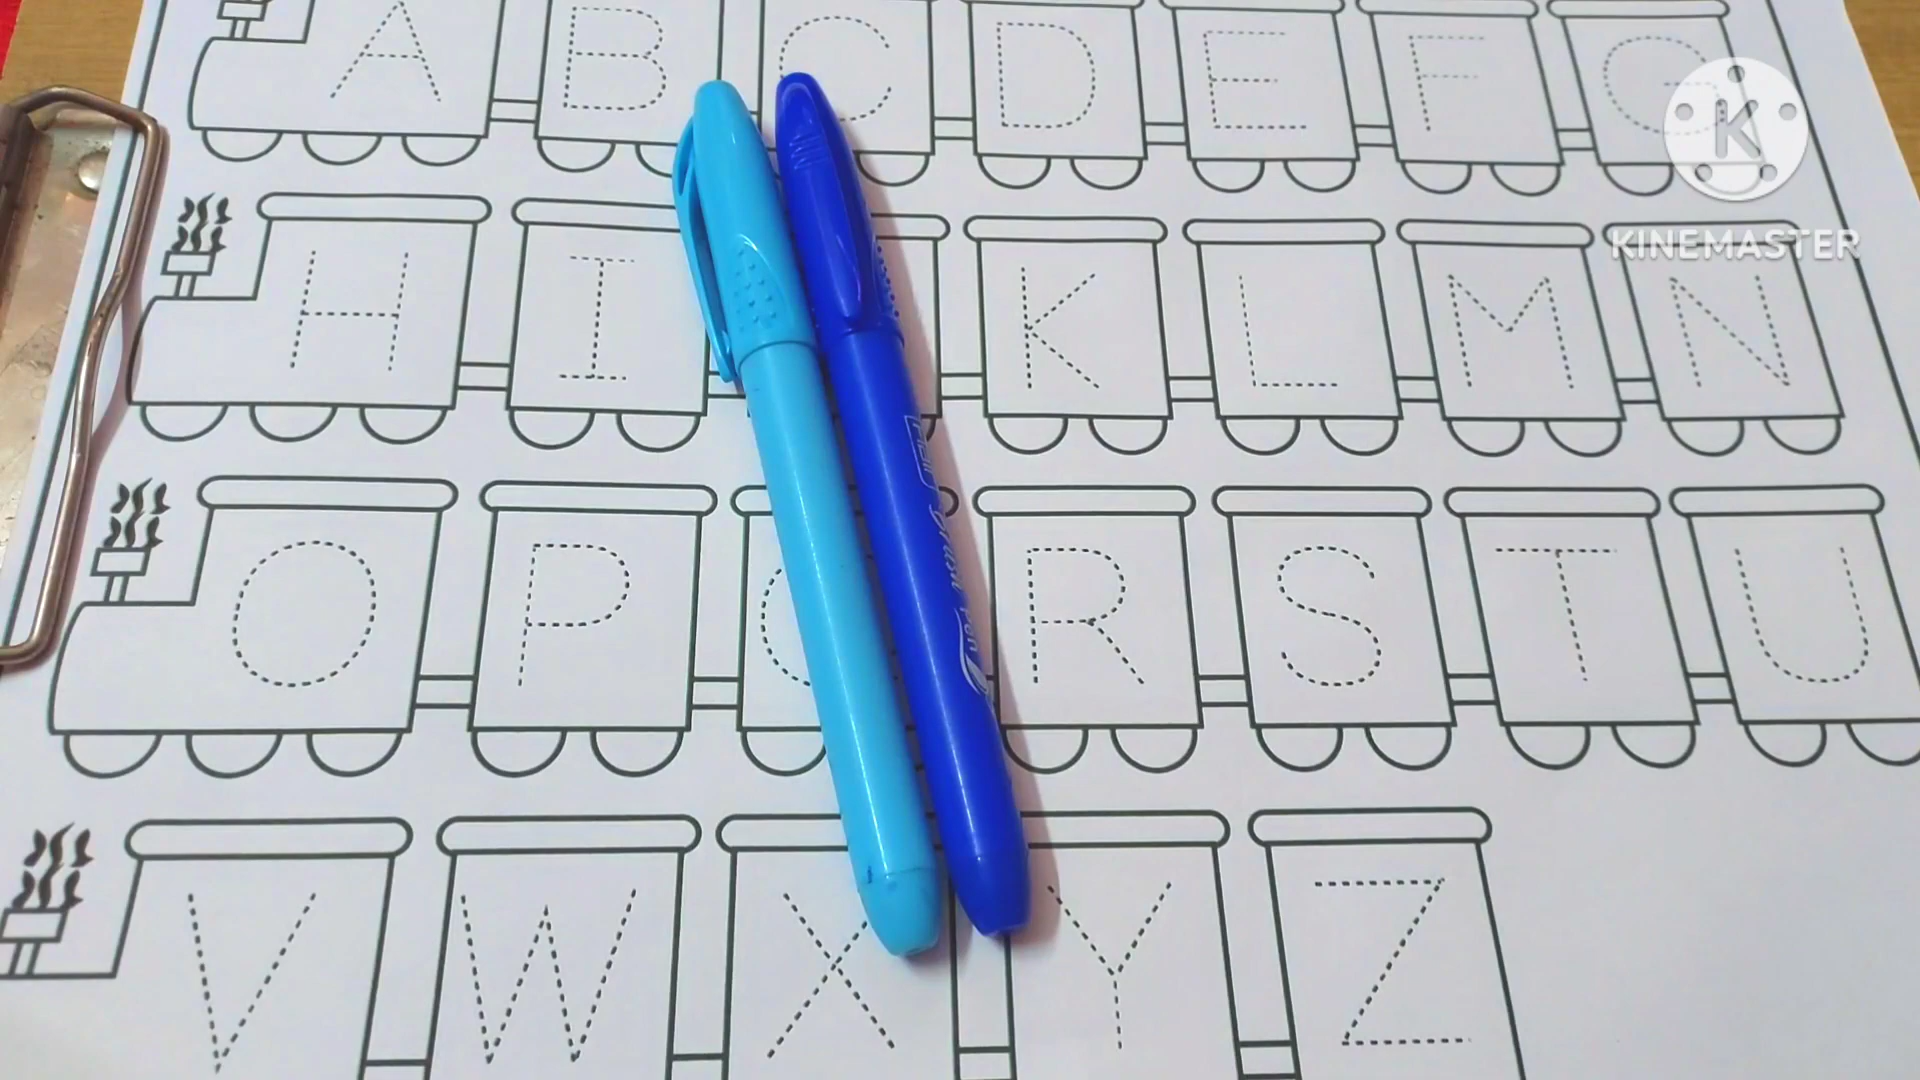 A B C D E F G
K
H I K L M N
KINEMASTER
O P R S T U
V W X Y Z